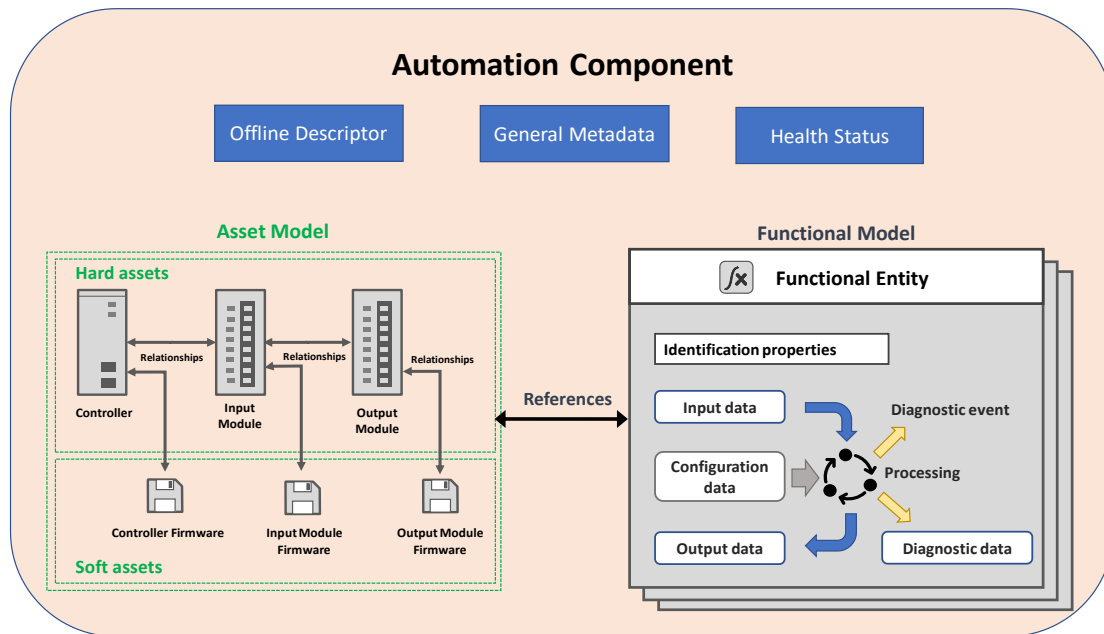 Automation Component
Offline Descriptor
General Metadata
Health Status
Asset Model
Hard assets
Relationships
Relationships
Relationships
Controller
Input
Module
Output
Module
Controller Firmware
Input Module
Firmware
Output Module
Firmware
Soft assets
References
Functional Model
fx Functional Entity
Identification properties
Input data
Diagnostic event
Configuration
data
Processing
Output data
Diagnostic data